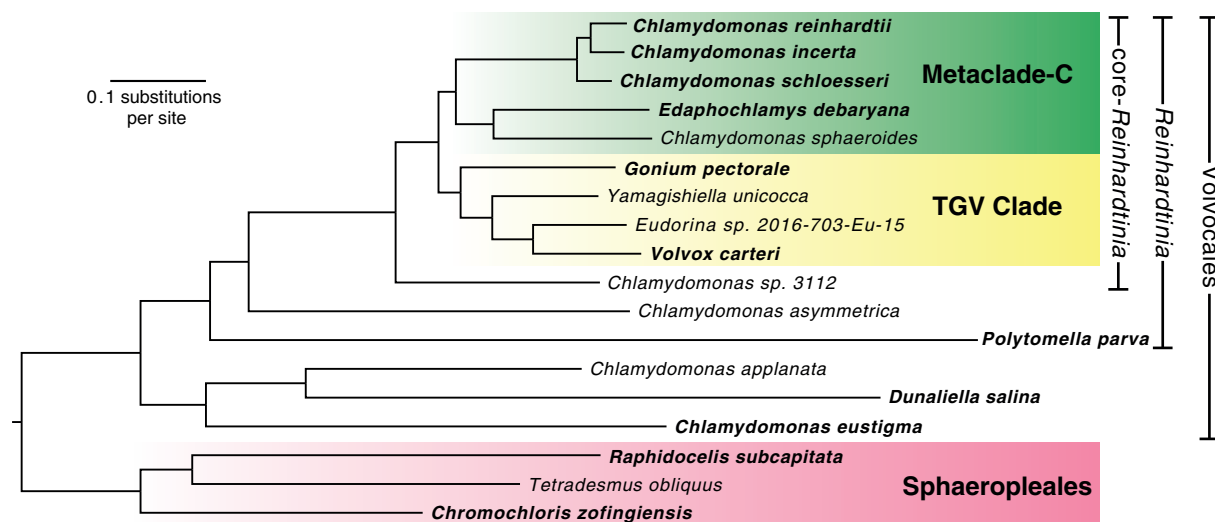 Chlamydomonas reinhardtii
Chlamydomonas incerta
Chlamydomonas schloesseri
Metaclade-C
Edaphochlamys debaryana
Chlamydomonas sphaeroides
0.1 substitutions
per site
Gonium pectorale
Yamagishiella unicocca
TGV Clade
Eudorina sp. 2016-703-Eu-15
Volvox carteri
Chlamydomonas sp. 3112
Chlamydomonas asymmetrica
Polytomella parva
Chlamydomonas applanata
Dunaliella salina
Chlamydomonas eustigma
Raphidocelis subcapitata
Tetradesmus obliquus
Sphaeropleales
Chromochloris zofingiensis
core-Reinhardtinia
Reinhardtinia
Volvocales